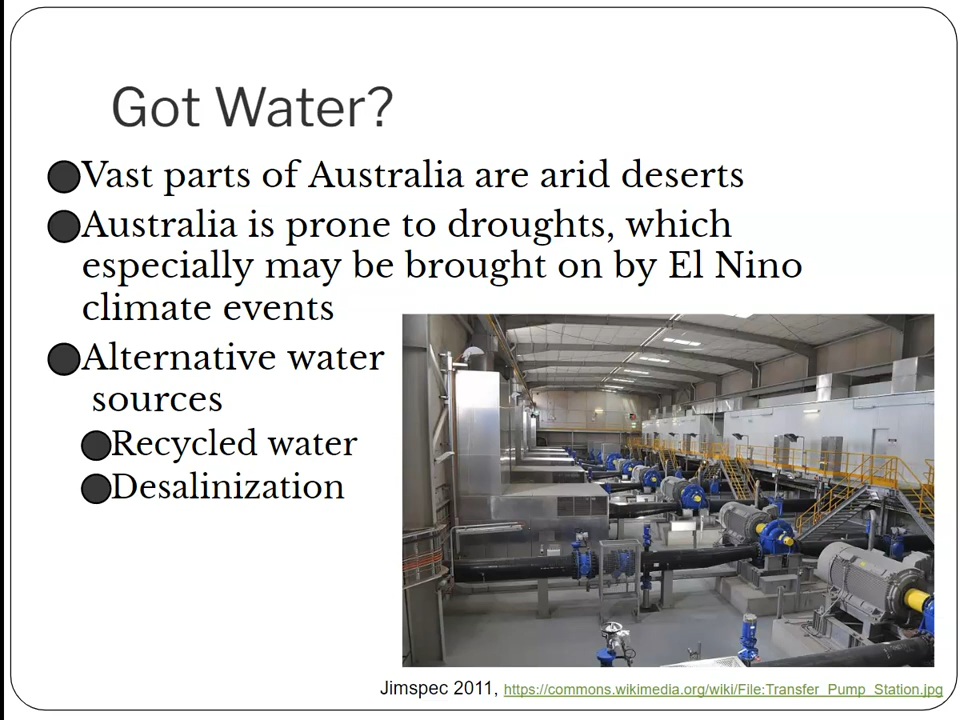 Got Water?
Vast parts of Australia are arid deserts
Australia is prone to droughts, which
especially may be brought on by El Nino
climate events
Alternative water
sources
Recycled water
Desalinization
Jimspec 2011, https://commons.wikimedia.org/wiki/File:Transfer_Pump_Station.jpg